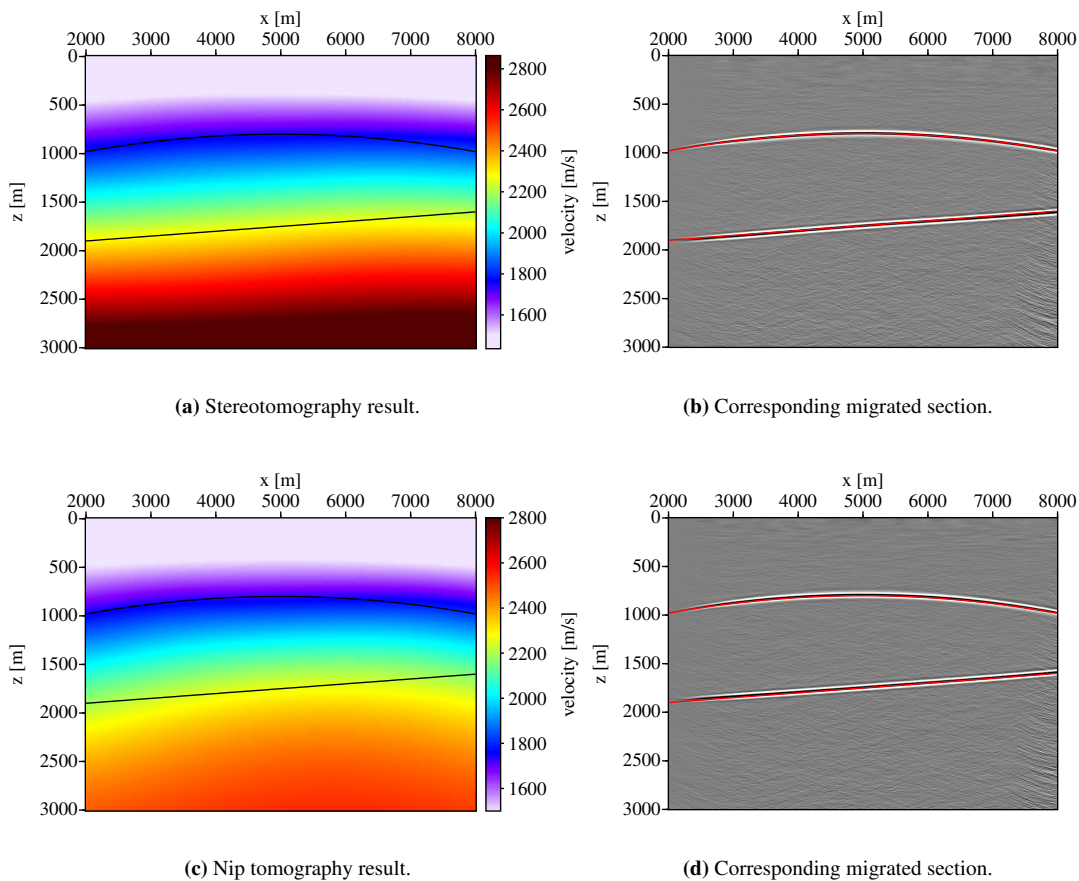 x [m]
2000 3000 4000 5000 6000 7000 8000
0
500
1000
1500
2000
2500
3000
z [m]
2800
2600
2400
2200
2000
1800
1600
velocity [m/s]
x [m]
2000 3000 4000 5000 6000 7000 8000
0
500
1000
1500
2000
2500
3000
z [m]
(a) Stereotomography result.
(b) Corresponding migrated section.
x [m]
2000 3000 4000 5000 6000 7000 8000
0
500
1000
1500
2000
2500
3000
z [m]
2800
2600
2400
2200
2000
1800
1600
velocity [m/s]
x [m]
2000 3000 4000 5000 6000 7000 8000
0
500
1000
1500
2000
2500
3000
z [m]
(c) Nip tomography result.
(d) Corresponding migrated section.